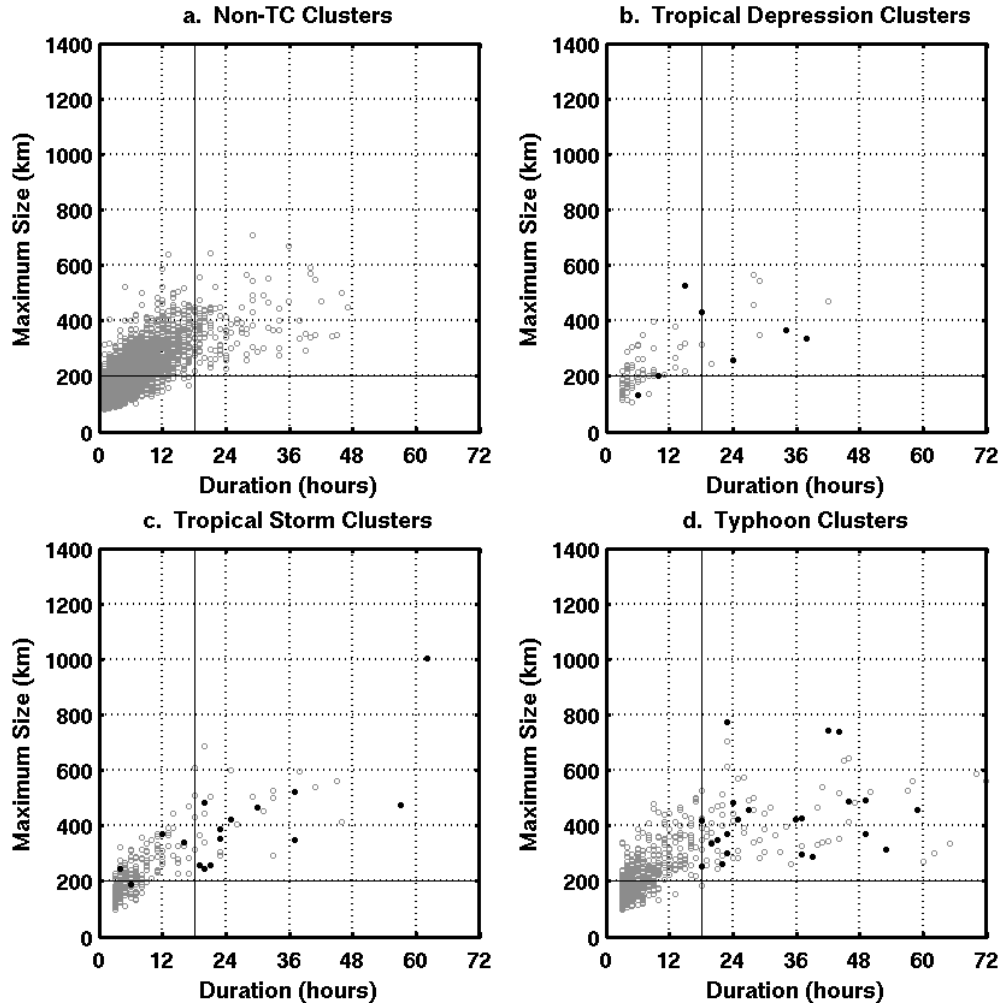 a. Non-TC Clusters
1400
1200
1000
800
600
400
200
0
Maximum Size (km)
0 12 24 36 48 60 72
Duration (hours)
b. Tropical Depression Clusters
1400
1200
1000
800
600
400
200
0
Maximum Size (km)
0 12 24 36 48 60 72
Duration (hours)
c. Tropical Storm Clusters
1400
1200
1000
800
600
400
200
0
Maximum Size (km)
0 12 24 36 48 60 72
Duration (hours)
d. Typhoon Clusters
1400
1200
1000
800
600
400
200
0
Maximum Size (km)
0 12 24 36 48 60 72
Duration (hours)